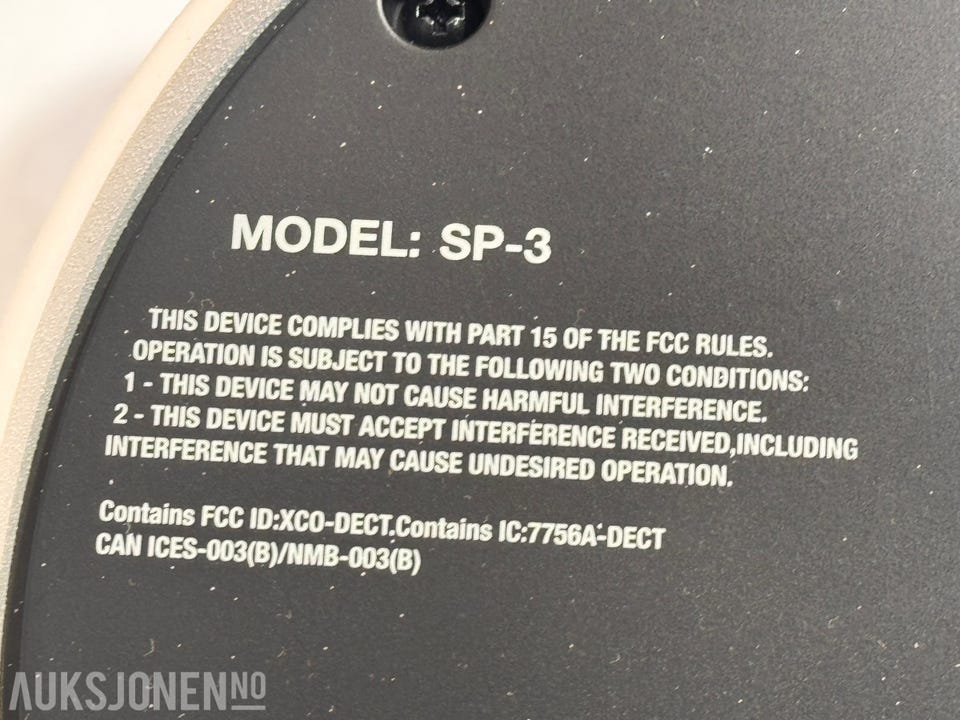 MODEL: SP-3
THIS DEVICE COMPLIES WITH PART 15 OF THE FCC RULES.
OPERATION IS SUBJECT TO THE FOLLOWING TWO CONDITIONS:
1 - THIS DEVICE MAY NOT CAUSE HARMFUL INTERFERENCE.
2 - THIS DEVICE MUST ACCEPT INTERFERENCE RECEIVED,INCLUDING
INTERFERENCE THAT MAY CAUSE UNDESIRED OPERATION.
Contains FCC ID:XCO-DECT.Contains IC:7756A-DECT
CAN ICES-003(B)/NMB-003(B)
AUKSJONEN NO